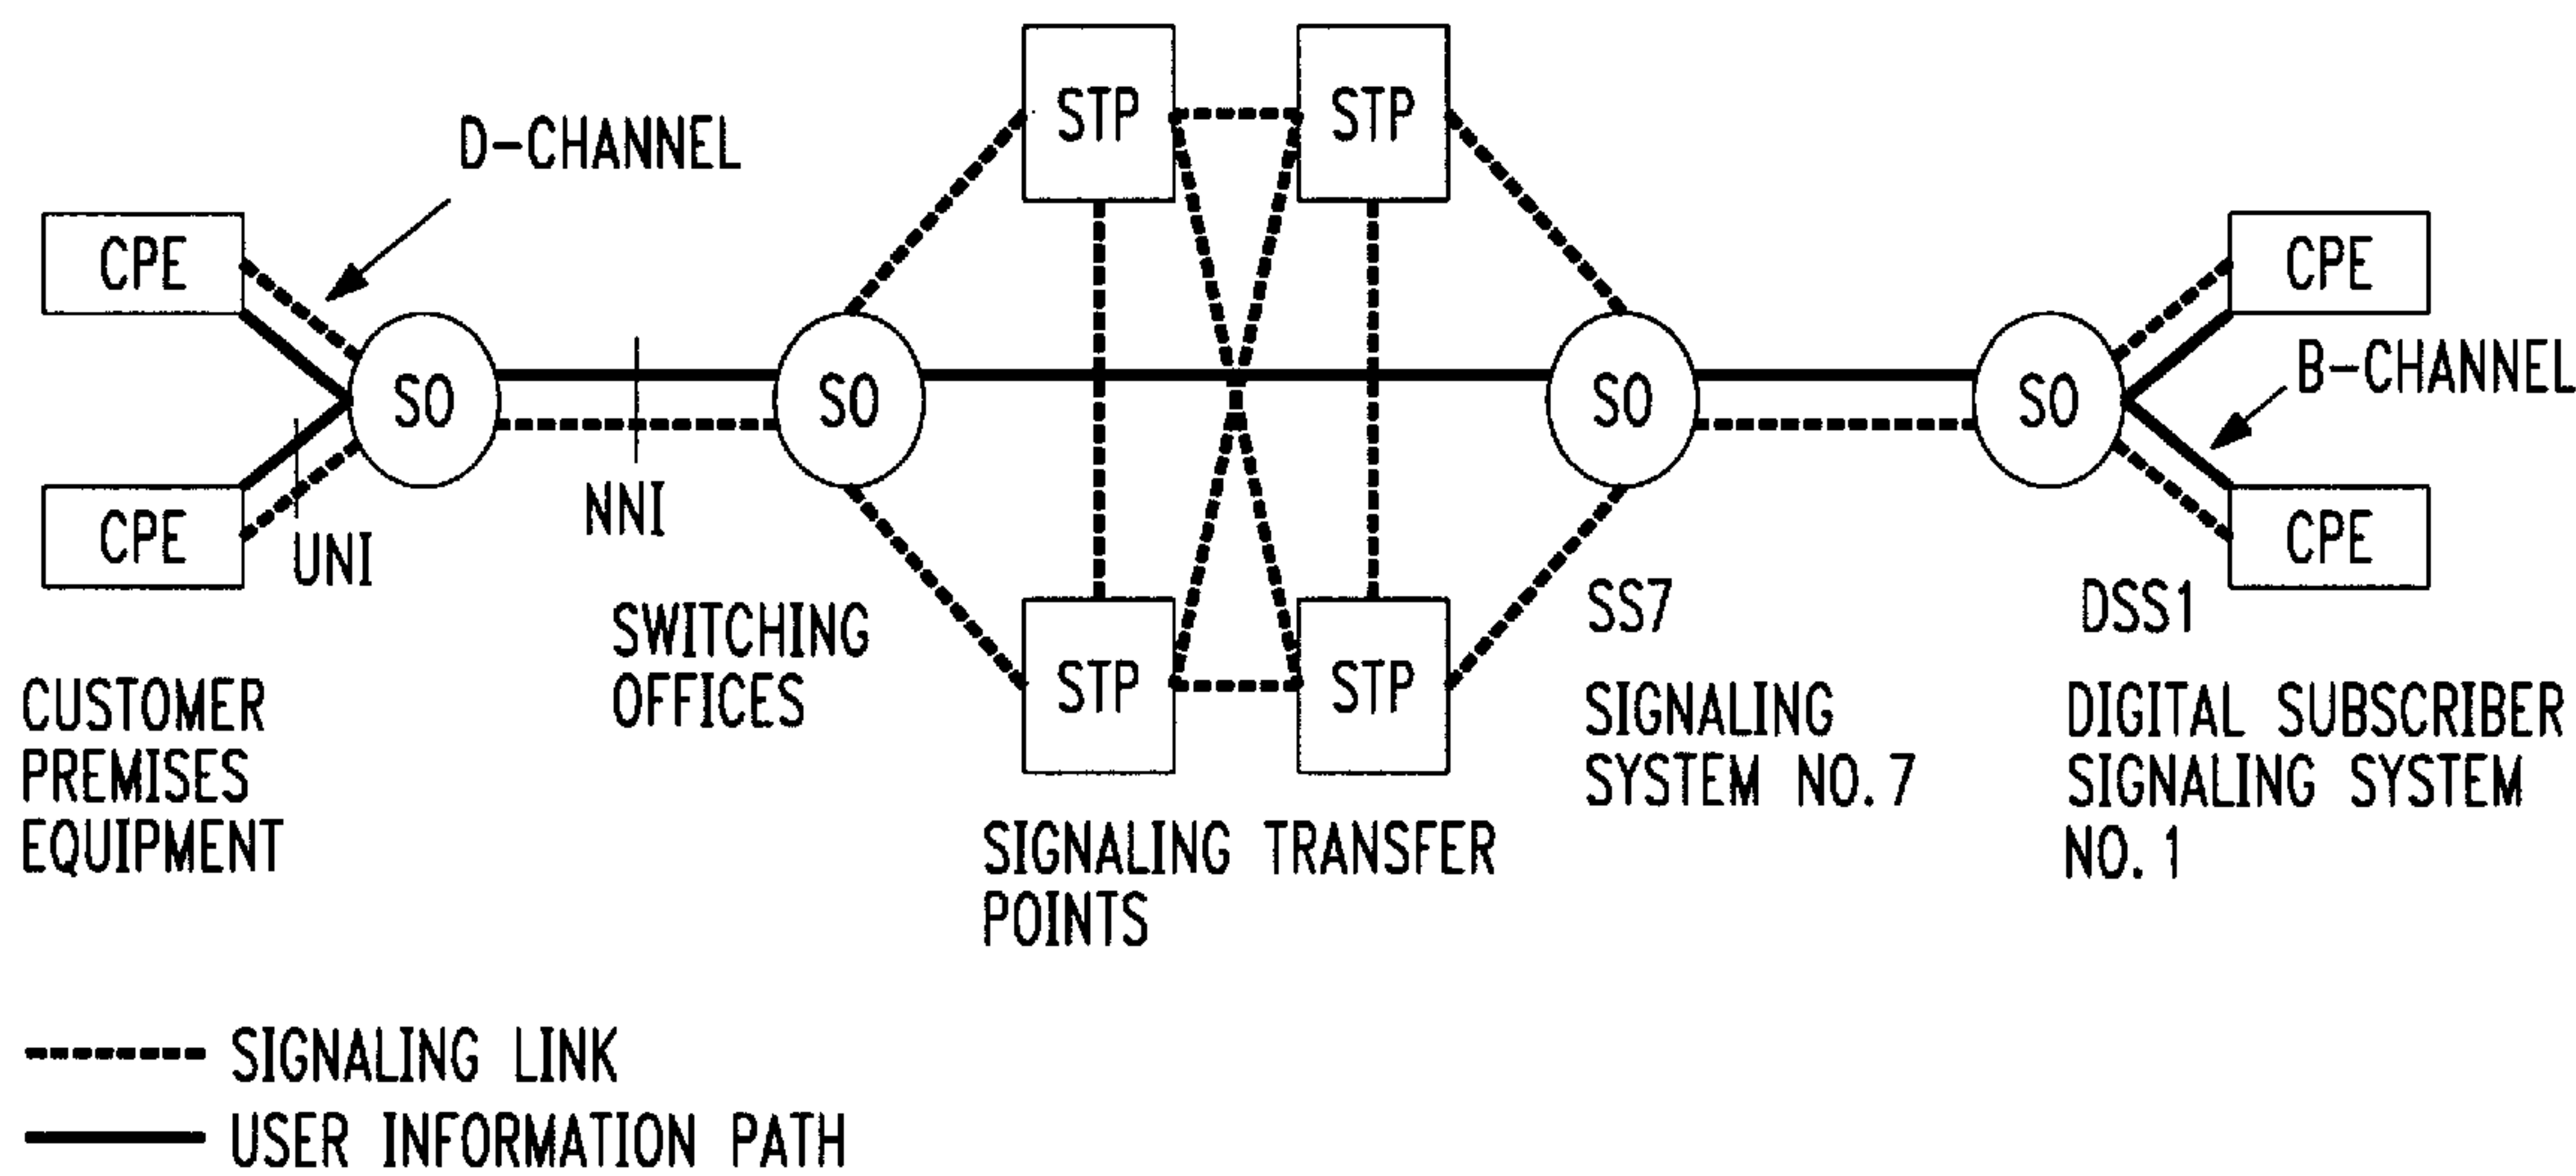 STP STP
D-CHANNEL
CPE CPE
B-CHANNEL
SO SO SO SO
NNI
CPE CPE
UNI
SWITCHING
OFFICES
STP STP
SS7
SIGNALING
SYSTEM NO. 7
DSS1
DIGITAL SUBSCRIBER
SIGNALING SYSTEM
NO. 1
CUSTOMER
PREMISES
EQUIPMENT
SIGNALING TRANSFER
POINTS
SIGNALING LINK
USER INFORMATION PATH